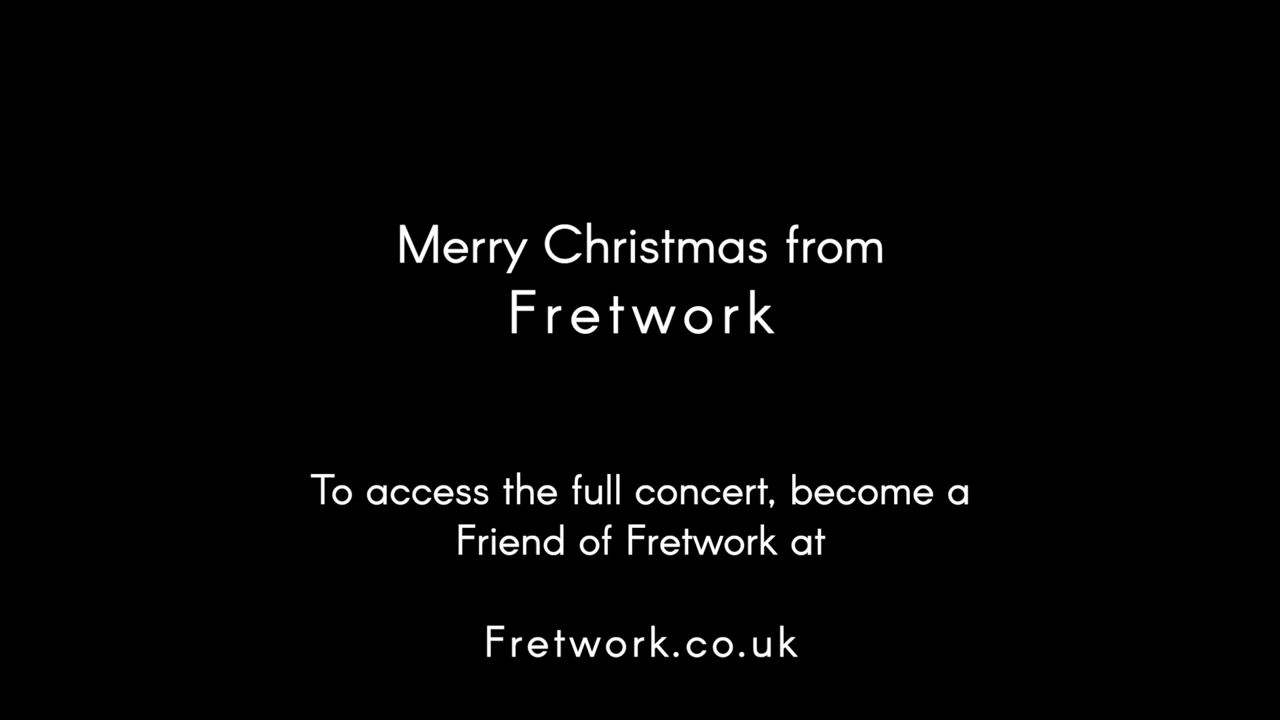 Merry Christmas from
Fretwork
To access the full concert, become a
Friend of Fretwork at
Fretwork.co.uk